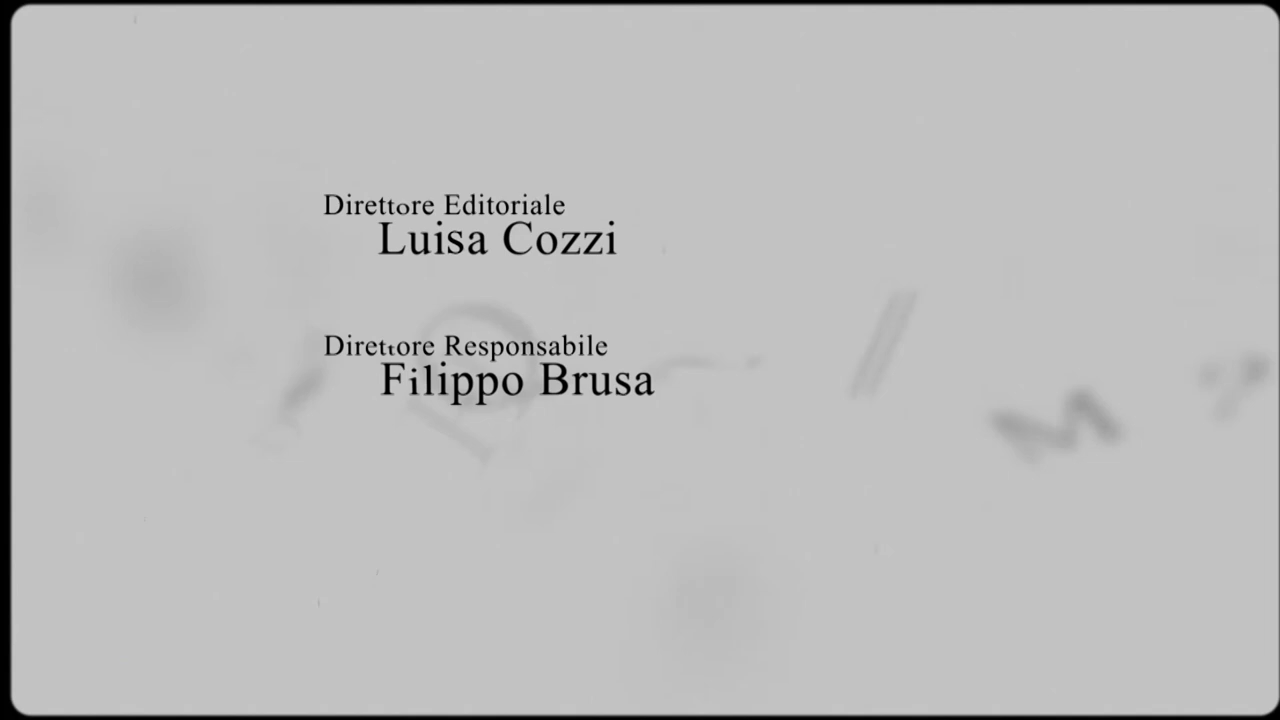 Direttore Editoriale
Luisa Cozzi
Direttore Responsabile
Filippo Brusa